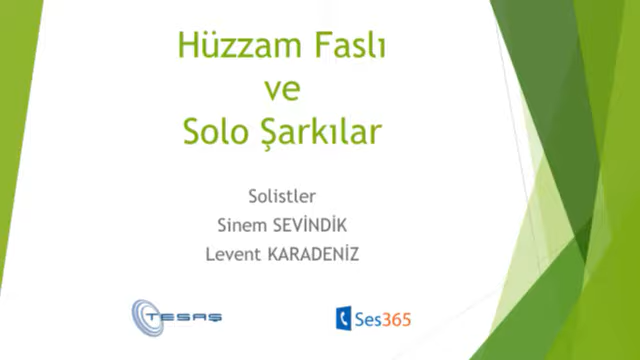 Hüzzam Faslı
ve
Solo Şarkılar
Solistler
Sinem SEVİNDİK
Levent KARADENİZ
TESAŞ
Ses365